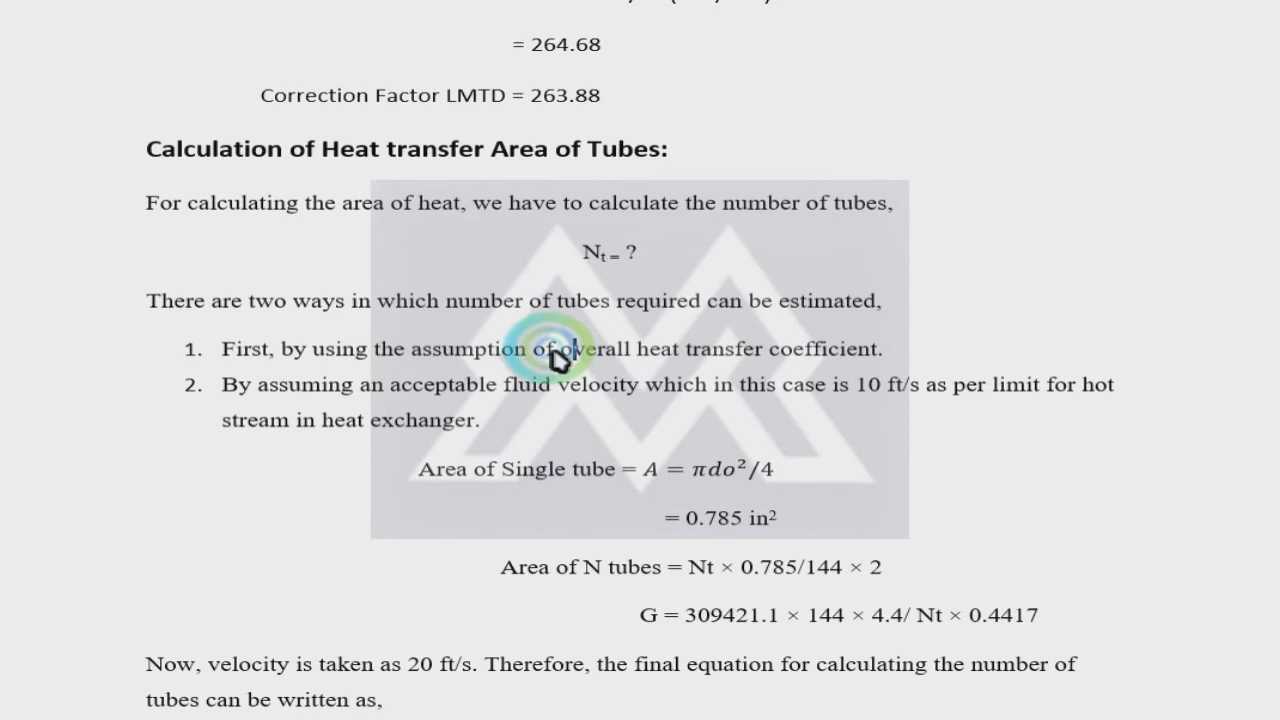 = 264.68
Correction Factor LMTD = 263.88
Calculation of Heat transfer Area of Tubes:
For calculating the area of heat, we have to calculate the number of tubes,
Nt = ?
There are two ways in which number of tubes required can be estimated,
1. First, by using the assumption of overall heat transfer coefficient.
2. By assuming an acceptable fluid velocity which in this case is 10 ft/s as per limit for hot
stream in heat exchanger.
Area of Single tube = A = πdo²/4
= 0.785 in²
Area of N tubes = Nt × 0.785/144 × 2
G = 309421.1 × 144 × 4.4/ Nt × 0.4417
Now, velocity is taken as 20 ft/s. Therefore, the final equation for calculating the number of
tubes can be written as,